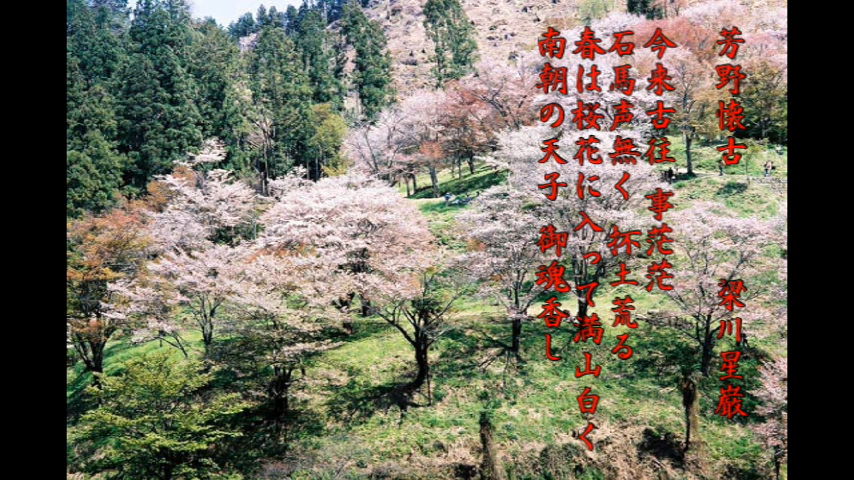 芳野懐古 梁川星巌
今来古往 事茫茫
石馬声無く 抔土荒る
春は桜花に入って満山白く
南朝の天子 御魂香し